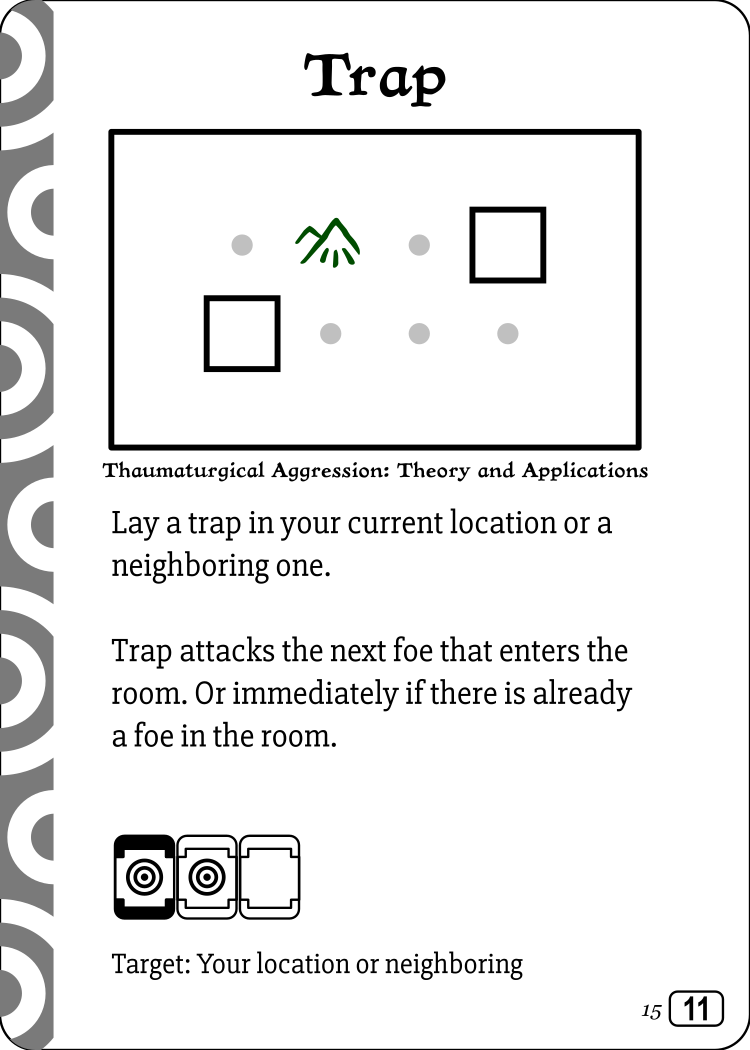 Trap
Thaumaturgical Aggression: Theory and Applications
Lay a trap in your current location or a
neighboring one.
Trap attacks the next foe that enters the
room. Or immediately if there is already
a foe in the room.
Target: Your location or neighboring
15 11